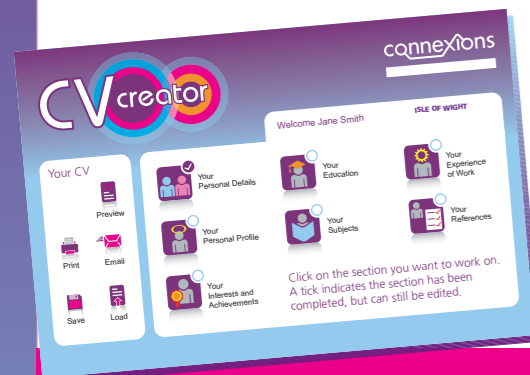 connexions
CV creator
ISLE OF WIGHT
Welcome Jane Smith
Your CV
Preview
Print
Email
Save
Load
Your
Personal Details
Your
Education
Your
Experience
of Work
Your
Personal Profile
Your
Subjects
Your
References
Your
Interests and
Achievements
Click on the section you want to work on.
A tick indicates the section has been
completed, but can still be edited.